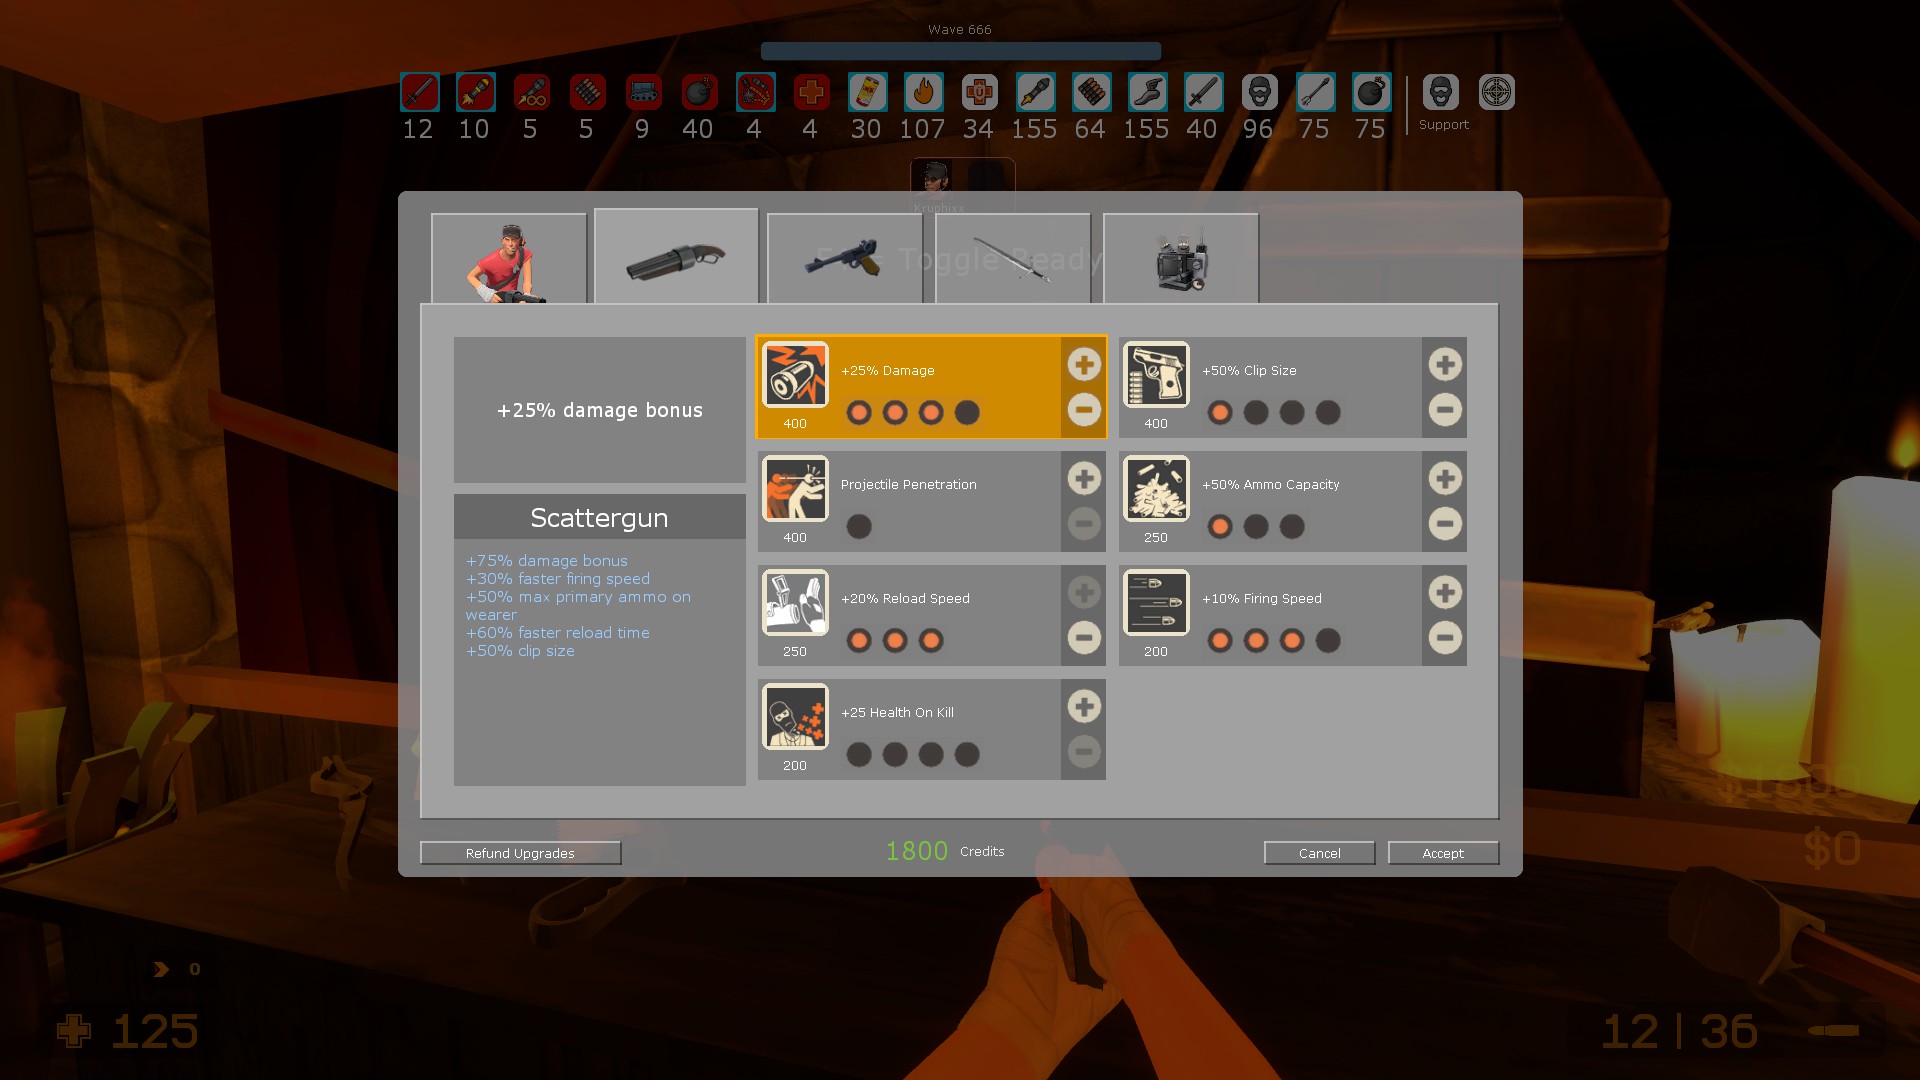 Wave 666
12 10 5 5 9 40 4 4 30 107 34 155 64 155 40 96 75 75
Support
Kruphixx
F4 = Toggle Ready
+25% damage bonus
Scattergun
+75% damage bonus
+30% faster firing speed
+50% max primary ammo on
wearer
+60% faster reload time
+50% clip size
+25% Damage
400
+50% Clip Size
400
Projectile Penetration
400
+50% Ammo Capacity
250
+20% Reload Speed
250
+10% Firing Speed
200
+25 Health On Kill
200
Refund Upgrades
1800 Credits
Cancel
Accept
$1800
$0
0
125
12 | 36